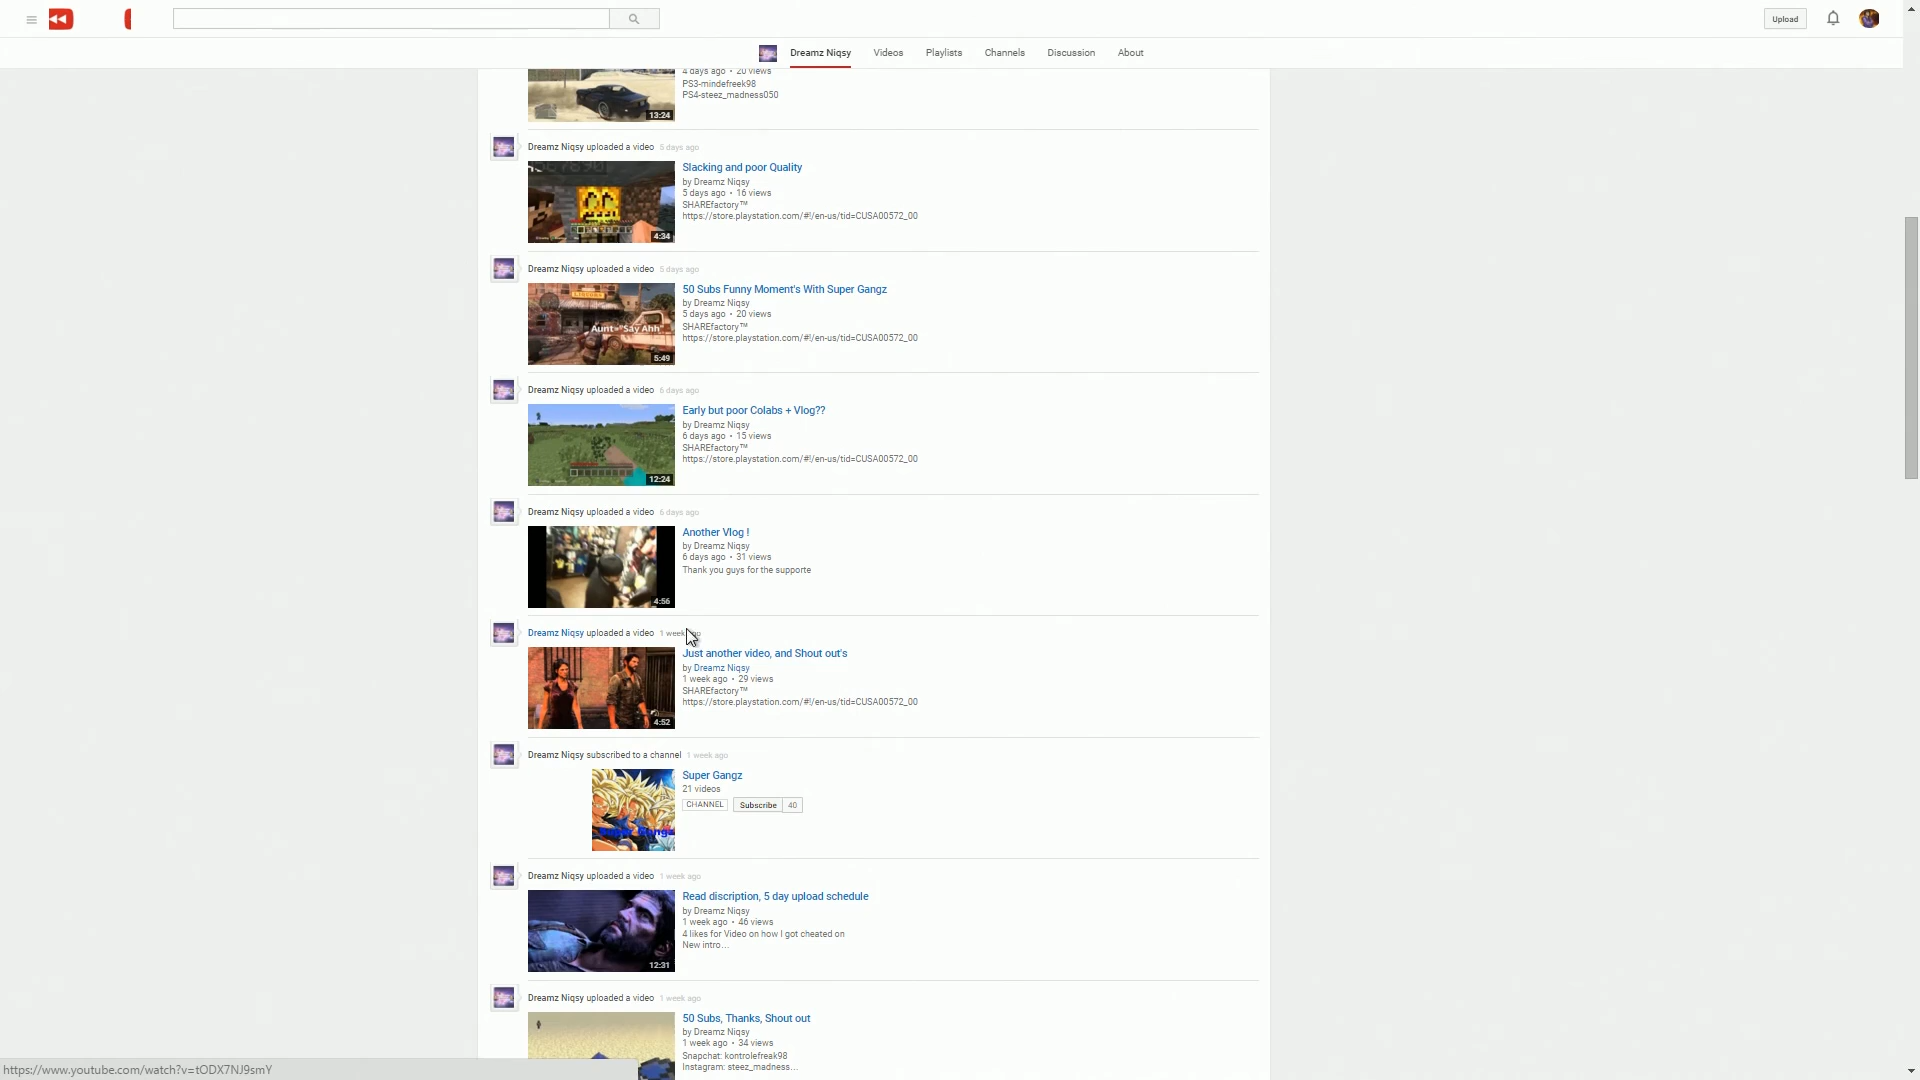 Upload
Dreamz Niqsy Videos Playlists Channels Discussion About
4 days ago • 20 views
PS3-mindefreek98
PS4-steez_madness050
13:24
Dreamz Niqsy uploaded a video 5 days ago
Slacking and poor Quality
by Dreamz Niqsy
5 days ago • 16 views
SHAREfactory™
https://store.playstation.com/#!/en-us/tid=CUSA00572_00
4:34
Dreamz Niqsy uploaded a video 5 days ago
50 Subs Funny Moment's With Super Gangz
by Dreamz Niqsy
5 days ago • 20 views
SHAREfactory™
https://store.playstation.com/#!/en-us/tid=CUSA00572_00
LIQUORS
Aunt="Say Ahh"
5:49
Dreamz Niqsy uploaded a video 6 days ago
Early but poor Colabs + Vlog??
by Dreamz Niqsy
6 days ago • 15 views
SHAREfactory™
https://store.playstation.com/#!/en-us/tid=CUSA00572_00
12:24
Dreamz Niqsy uploaded a video 6 days ago
Another Vlog !
by Dreamz Niqsy
6 days ago • 31 views
Thank you guys for the supporte
4:56
Dreamz Niqsy uploaded a video 1 week ago
Just another video, and Shout out's
by Dreamz Niqsy
1 week ago • 29 views
SHAREfactory™
https://store.playstation.com/#!/en-us/tid=CUSA00572_00
4:52
Dreamz Niqsy subscribed to a channel 1 week ago
Super Gangz
21 videos
CHANNEL Subscribe 40
Super Gangz
Dreamz Niqsy uploaded a video 1 week ago
Read discription, 5 day upload schedule
by Dreamz Niqsy
1 week ago • 46 views
4 likes for Video on how I got cheated on
New intro...
12:31
Dreamz Niqsy uploaded a video 1 week ago
50 Subs, Thanks, Shout out
by Dreamz Niqsy
1 week ago • 34 views
Snapchat: kontrolefreak98
Instagram: steez_madness...
https://www.youtube.com/watch?v=tODX7NJ9smY